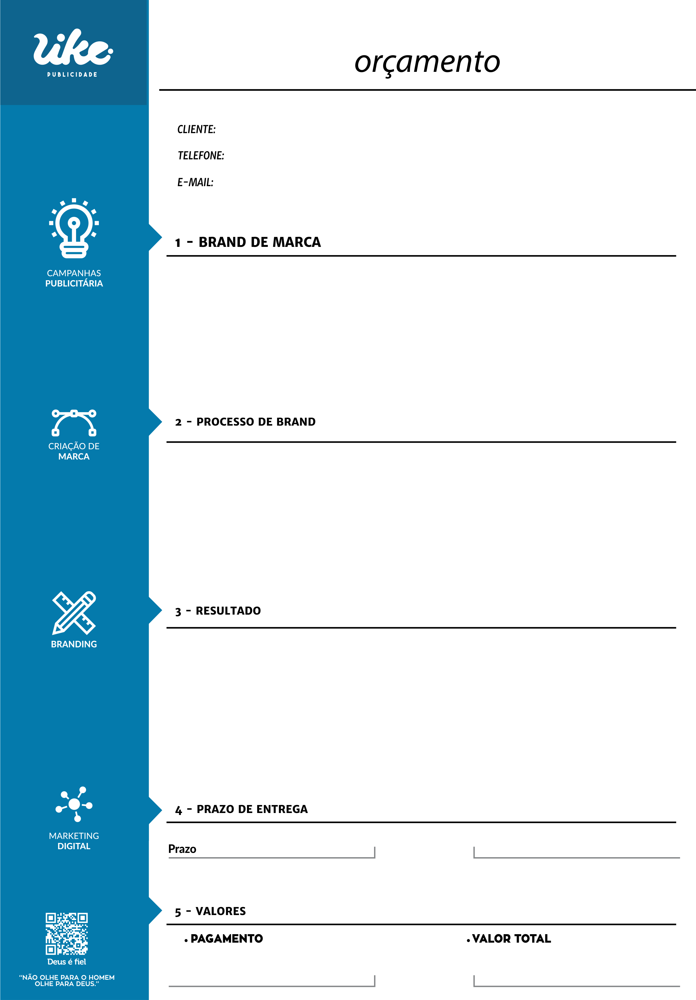 Uike
PUBLICIDADE
orçamento
CLIENTE:
TELEFONE:
E-MAIL:
1 - BRAND DE MARCA
CAMPANHAS
PUBLICITÁRIA
2 - PROCESSO DE BRAND
CRIAÇÃO DE
MARCA
3 - RESULTADO
BRANDING
4 - PRAZO DE ENTREGA
MARKETING
DIGITAL
Prazo
5 - VALORES
• PAGAMENTO
• VALOR TOTAL
Deus é fiel
“NÃO OLHE PARA O HOMEM
OLHE PARA DEUS.”